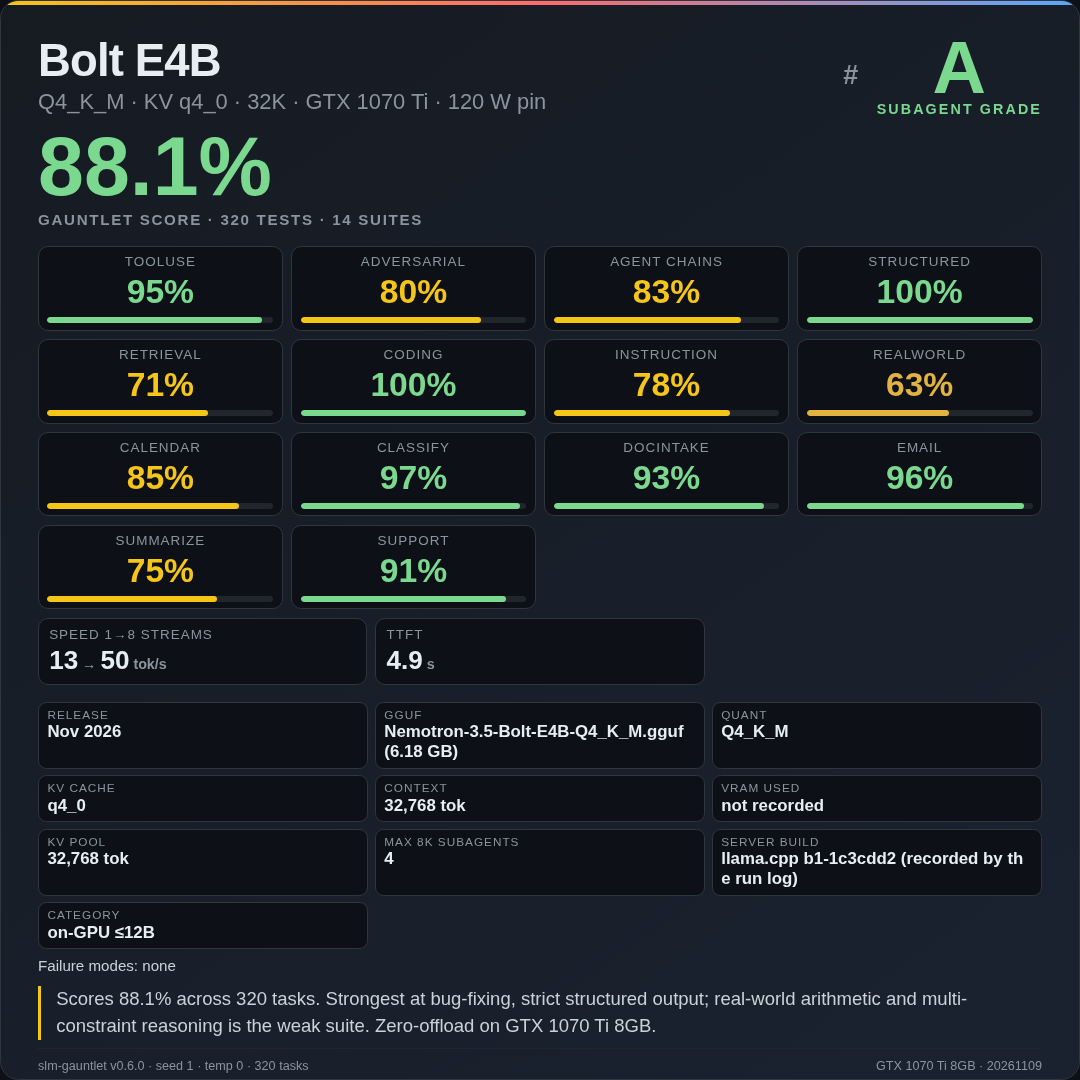 Bolt E4B
Q4_K_M · KV q4_0 · 32K · GTX 1070 Ti · 120 W pin
#
A
SUBAGENT GRADE
88.1%
GAUNTLET SCORE · 320 TESTS · 14 SUITES
TOOLUSE
95%
ADVERSARIAL
80%
AGENT CHAINS
83%
STRUCTURED
100%
RETRIEVAL
71%
CODING
100%
INSTRUCTION
78%
REALWORLD
63%
CALENDAR
85%
CLASSIFY
97%
DOCINTAKE
93%
EMAIL
96%
SUMMARIZE
75%
SUPPORT
91%
SPEED 1→8 STREAMS
13 → 50 tok/s
TTFT
4.9 s
RELEASE
Nov 2026
GGUF
Nemotron-3.5-Bolt-E4B-Q4_K_M.gguf
(6.18 GB)
QUANT
Q4_K_M
KV CACHE
q4_0
CONTEXT
32,768 tok
VRAM USED
not recorded
KV POOL
32,768 tok
MAX 8K SUBAGENTS
4
SERVER BUILD
llama.cpp b1-1c3cdd2 (recorded by th
e run log)
CATEGORY
on-GPU ≤12B
Failure modes: none
Scores 88.1% across 320 tasks. Strongest at bug-fixing, strict structured output; real-world arithmetic and multi-
constraint reasoning is the weak suite. Zero-offload on GTX 1070 Ti 8GB.
slm-gauntlet v0.6.0 · seed 1 · temp 0 · 320 tasks
GTX 1070 Ti 8GB · 20261109